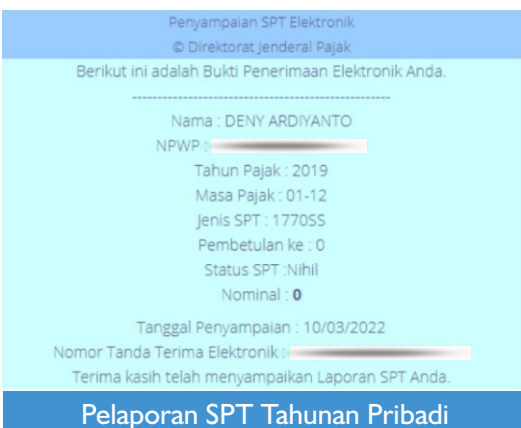 Penyampaian SPT Elektronik
© Direktorat Jenderal Pajak
Berikut ini adalah Bukti Penerimaan Elektronik Anda.
----------------------------------------------------
Nama : DENY ARDIYANTO
NPWP :
Tahun Pajak : 2019
Masa Pajak : 01-12
Jenis SPT : 1770SS
Pembetulan ke : 0
Status SPT :Nihil
Nominal : 0
Tanggal Penyampaian : 10/03/2022
Nomor Tanda Terima Elektronik :
Terima kasih telah menyampaikan Laporan SPT Anda.
Pelaporan SPT Tahunan Pribadi